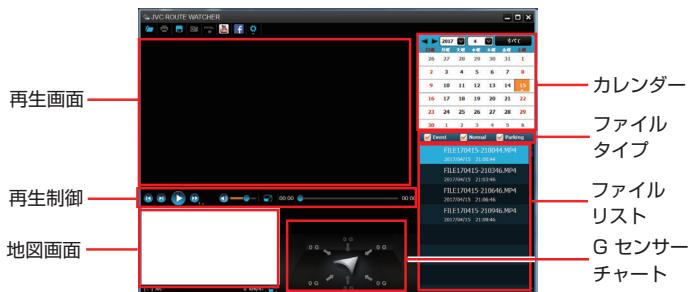 JVC ROUTE WATCHER
2017 4 すべて
日曜 月曜 火曜 水曜 木曜 金曜 土曜
26 27 28 29 30 31 1
2 3 4 5 6 7 8
9 10 11 12 13 14 15
16 17 18 19 20 21 22
23 24 25 26 27 28 29
30 1 2 3 4 5 6
Event Normal Parking
FILE170415-210044.MP4
2017/04/15 21:00:44
FILE170415-210346.MP4
2017/04/15 21:03:46
FILE170415-210646.MP4
2017/04/15 21:06:46
FILE170415-210946.MP4
2017/04/15 21:09:46
00:00 00:00
0 G
0 G 0 G
0 G 0 G
再生画面
再生制御
地図画面
カレンダー
ファイル
タイプ
ファイル
リスト
G センサー
チャート